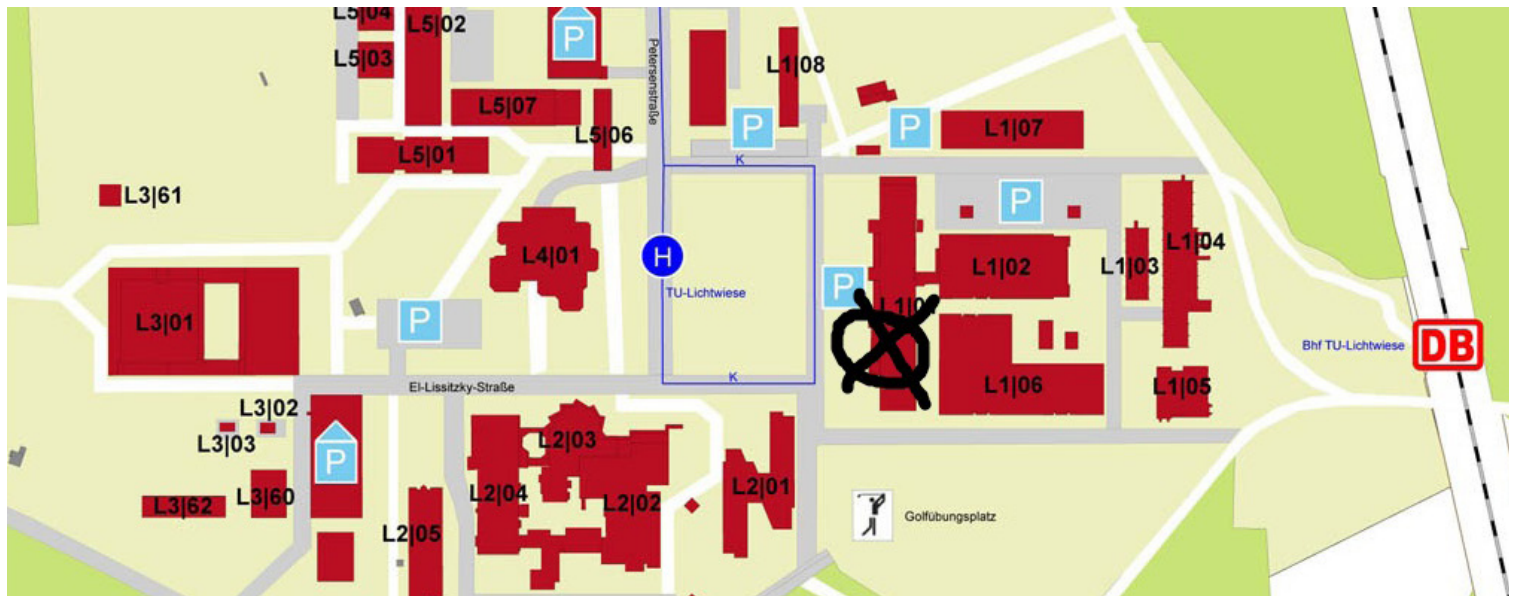 L5|04
L5|02
P
L5|03
Petersenstraße
L1|08
L5|07
L5|06
P
P
L1|07
L5|01
K
L3|61
P
L4|01
H
L1|02
L1|03
L1|04
P
TU-Lichtwiese
L3|01
P
Bhf TU-Lichtwiese
DB
El-Lissitzky-Straße
K
L1|06
L1|05
L3|02
L3|03
L2|03
P
L3|62
L3|60
L2|04
L2|02
L2|01
Golfübungsplatz
L2|05